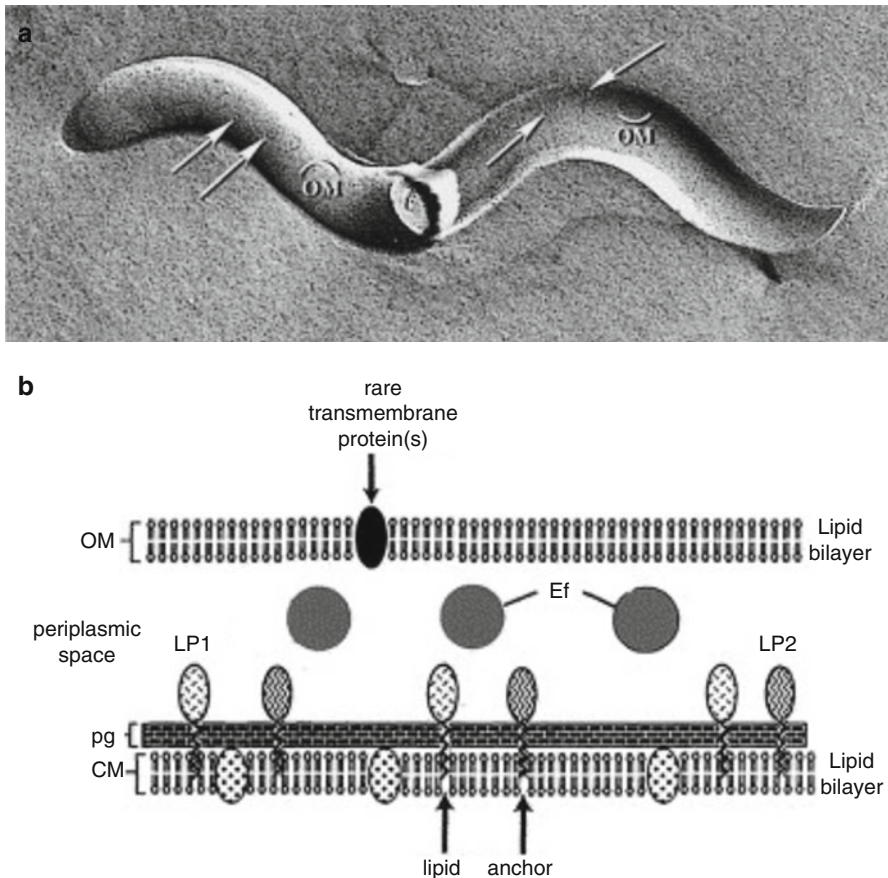 a
OM
OM
b
rare
transmembrane
protein(s)
OM
Lipid
bilayer
Ef
periplasmic
space
LP1
LP2
pg
CM
Lipid
bilayer
lipid anchor